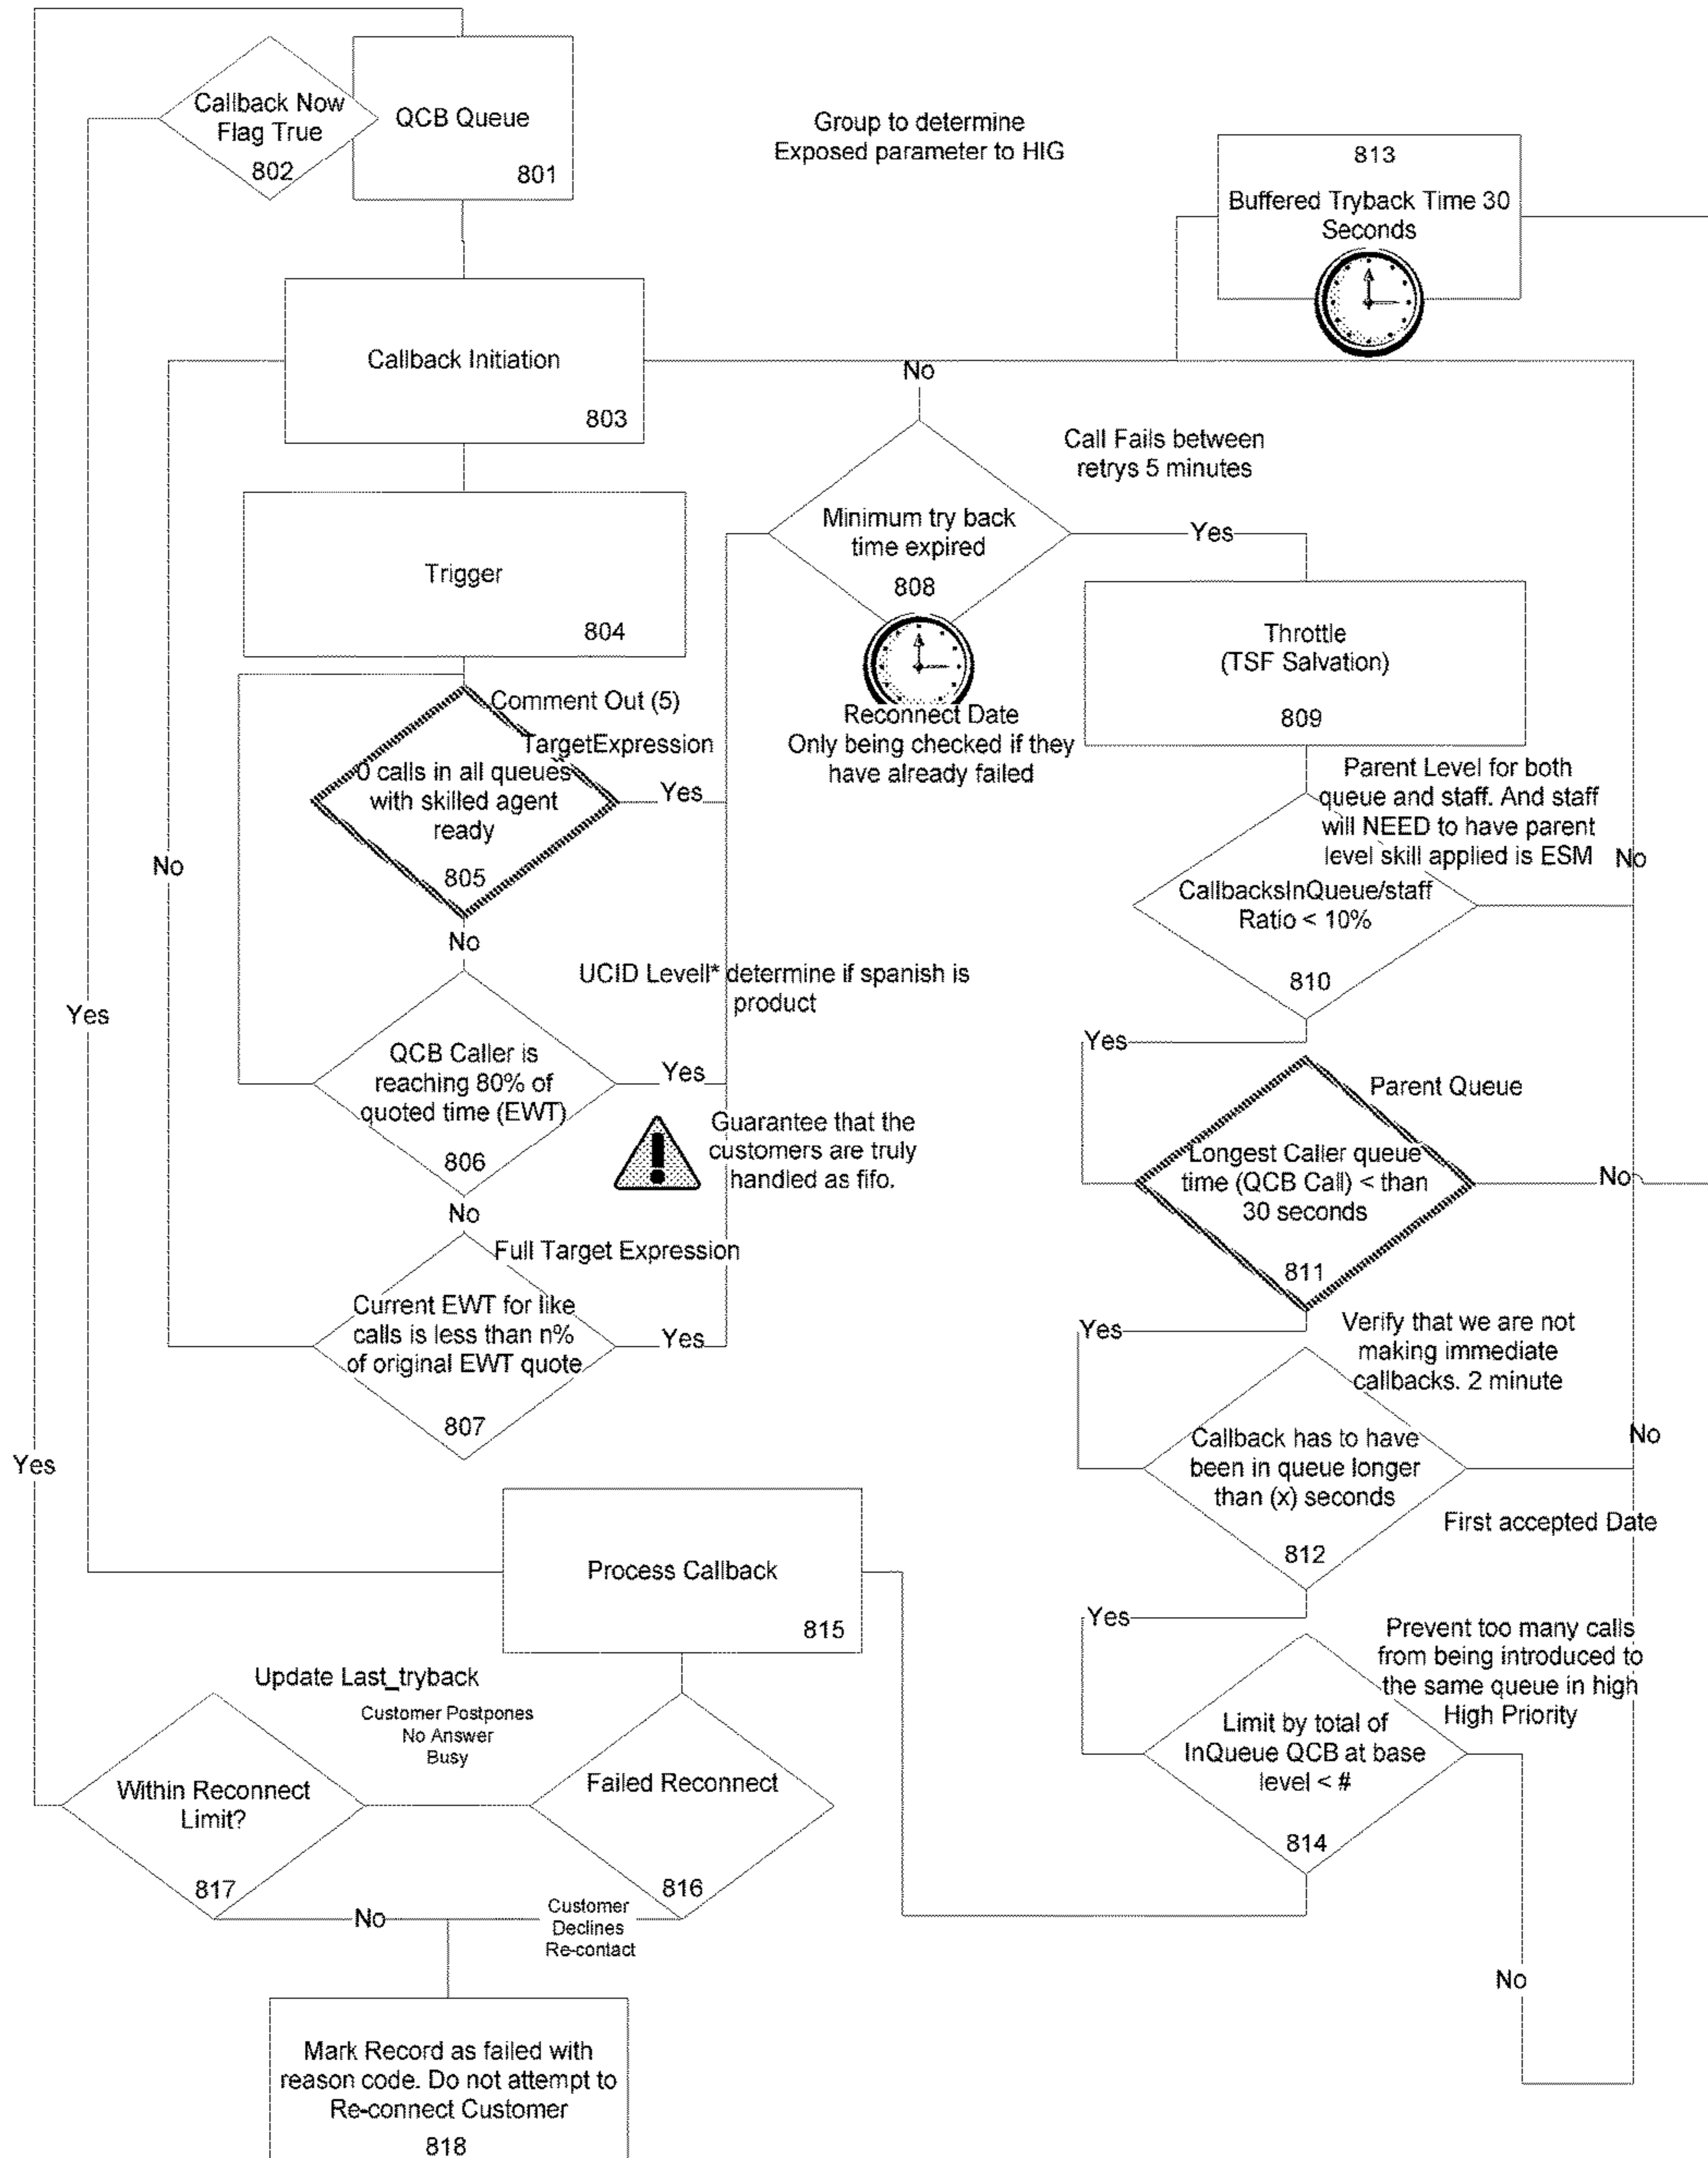 Callback Now
Flag True
802
QCB Queue
801
Group to determine
Exposed parameter to HIG
813
Buffered Tryback Time 30
Seconds
Callback Initiation
803
No
Call Fails between
retrys 5 minutes
Minimum try back
time expired
808
Yes
Trigger
804
Throttle
(TSF Salvation)
809
Comment Out (5)
TargetExpression
Reconnect Date
Only being checked if they
have already failed
0 calls in all queues
with skilled agent
ready
805
Yes
No
Parent Level for both
queue and staff. And staff
will NEED to have parent
level skill applied is ESM
No
CallbacksInQueue/staff
Ratio < 10%
810
No
UCID Levell* determine if spanish is
product
Yes
Yes
QCB Caller is
reaching 80% of
quoted time (EWT)
806
Yes
Parent Queue
Guarantee that the
customers are truly
handled as fifo.
Longest Caller queue
time (QCB Call) < than
30 seconds
811
No
No
Full Target Expression
Current EWT for like
calls is less than n%
of original EWT quote
807
Yes
Yes
Verify that we are not
making immediate
callbacks. 2 minute
Callback has to have
been in queue longer
than (x) seconds
812
No
Yes
First accepted Date
Process Callback
815
Yes
Prevent too many calls
from being introduced to
the same queue in high
High Priority
Limit by total of
InQueue QCB at base
level < #
814
Update Last_tryback
Customer Postpones
No Answer
Busy
Within Reconnect
Limit?
817
Failed Reconnect
816
No
Customer
Declines
Re-contact
No
Mark Record as failed with
reason code. Do not attempt to
Re-connect Customer
818